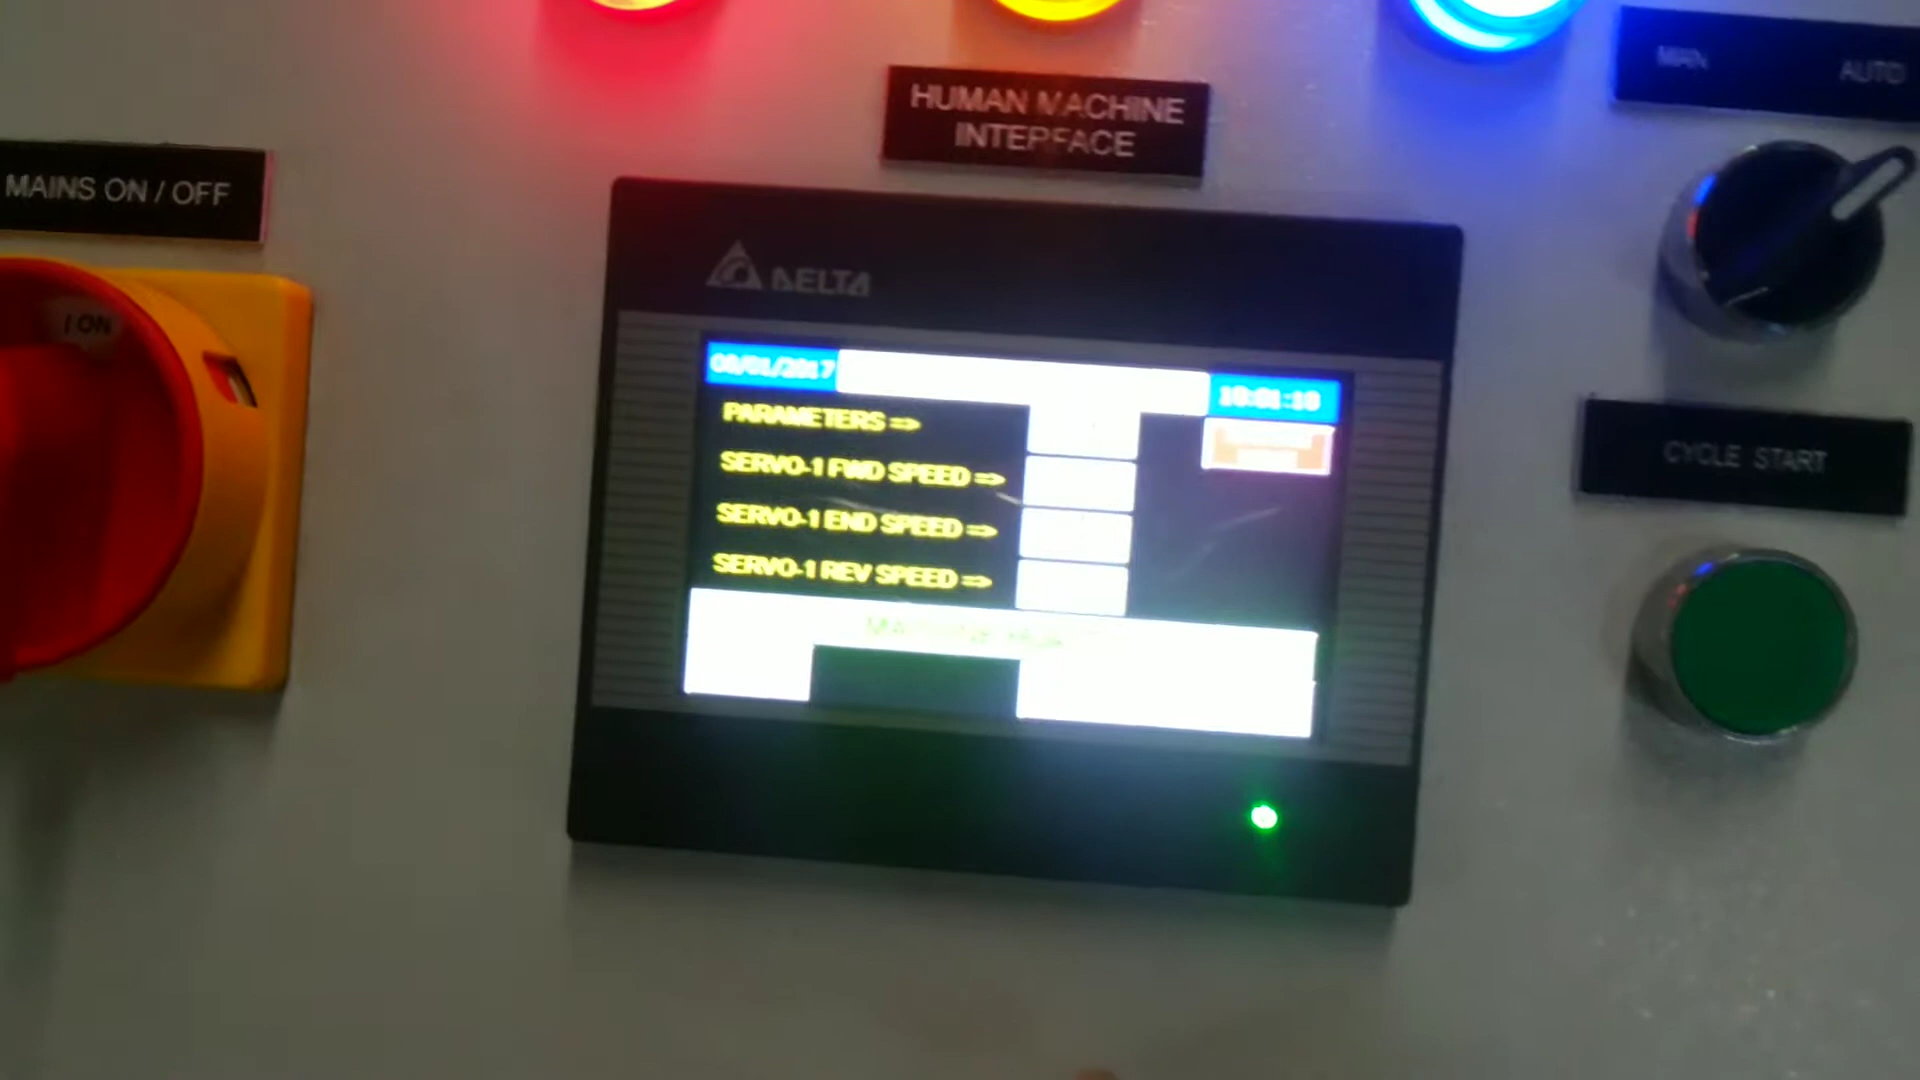 MAN AUTO
HUMAN MACHINE
INTERFACE
MAINS ON / OFF
I ON
DELTA
PARAMETERS =>
SERVO-1 FWD SPEED =>
SERVO-1 END SPEED =>
SERVO-1 REV SPEED =>
CYCLE START